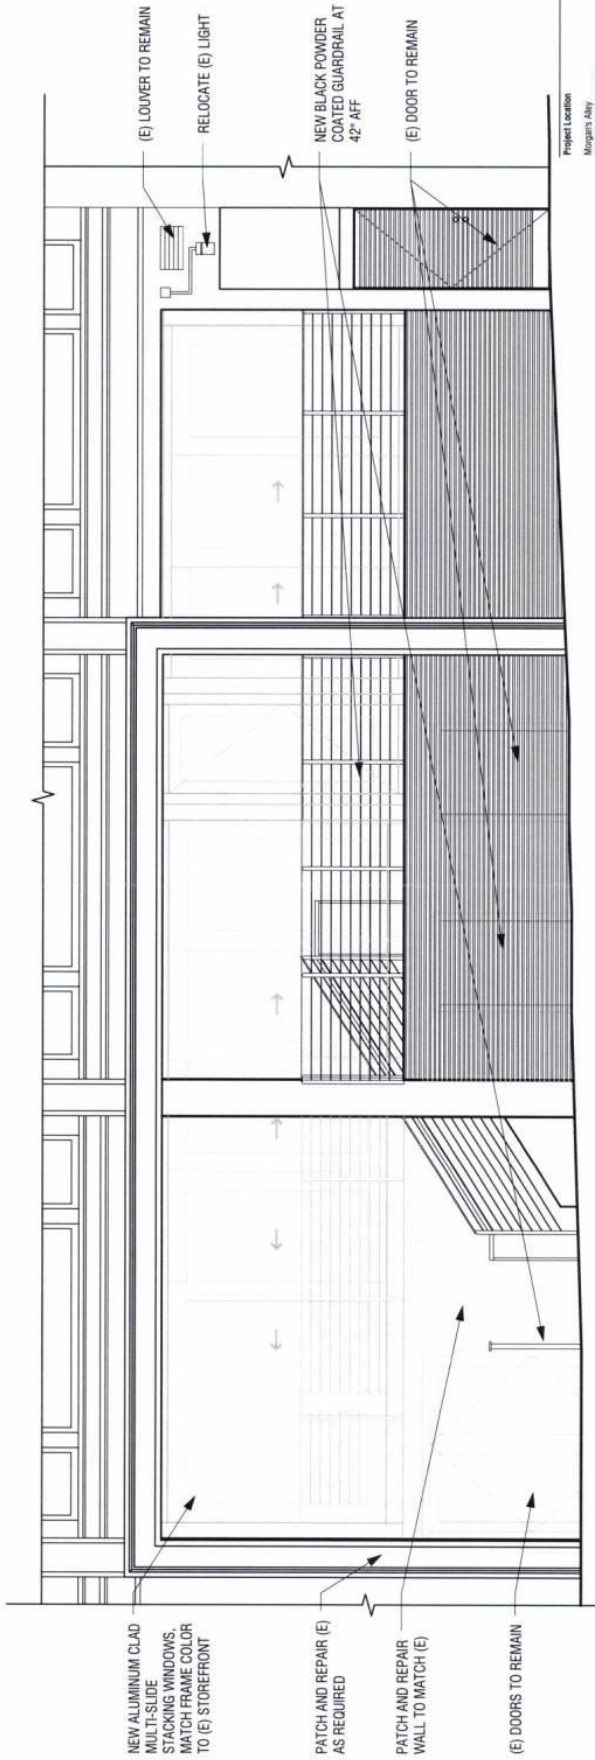 NEW ALUMINUM CLAD
MULTI-SLIDE
STACKING WINDOWS,
MATCH FRAME COLOR
TO (E) STOREFRONT
PATCH AND REPAIR (E)
AS REQUIRED
PATCH AND REPAIR
WALL TO MATCH (E)
(E) DOORS TO REMAIN
(E) LOUVER TO REMAIN
RELOCATE (E) LIGHT
NEW BLACK POWDER
COATED GUARDRAIL AT
42" AFF
(E) DOOR TO REMAIN
Project Location
Morgan's Alley